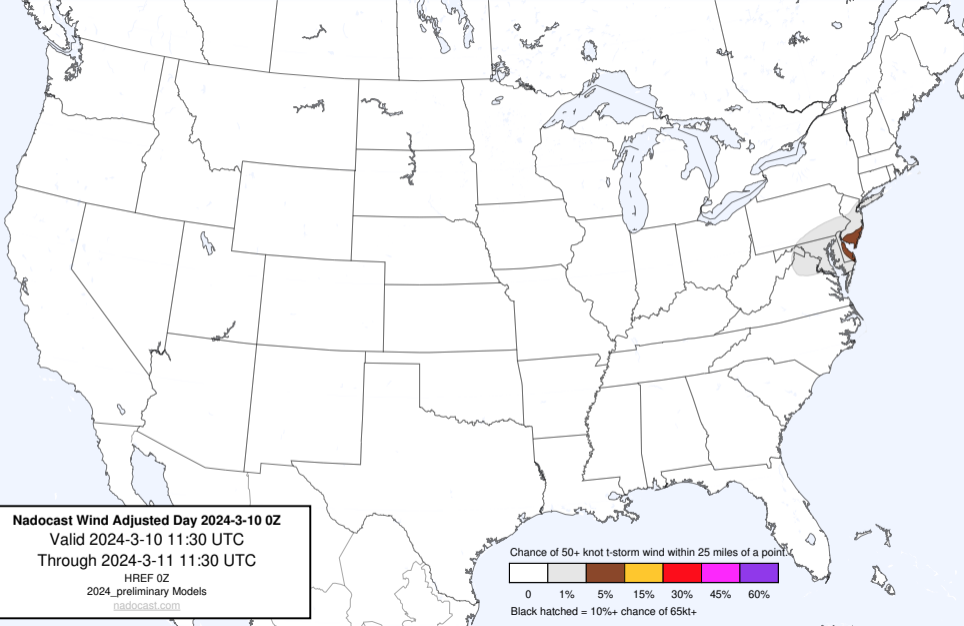 Nadocast Wind Adjusted Day 2024-3-10 0Z
Valid 2024-3-10 11:30 UTC
Through 2024-3-11 11:30 UTC
HREF 0Z
2024_preliminary Models
nadocast.com
Chance of 50+ knot t-storm wind within 25 miles of a point.
0 1% 5% 15% 30% 45% 60%
Black hatched = 10%+ chance of 65kt+